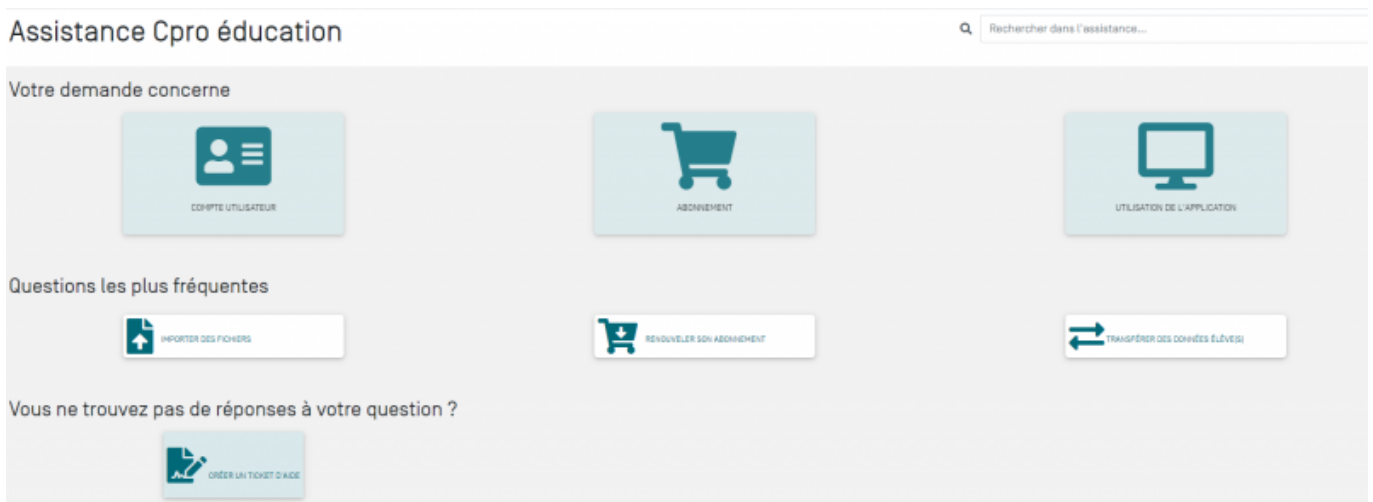 Assistance Cpro éducation
Rechercher dans l'assistance...
Votre demande concerne
COMPTE UTILISATEUR
ABONNEMENT
UTILISATION DE L'APPLICATION
Questions les plus fréquentes
IMPORTER DES FICHIERS
RENOUVELER SON ABONNEMENT
TRANSFÉRER DES DONNÉES ÉLÈVE(S)
Vous ne trouvez pas de réponses à votre question ?
CRÉER UN TICKET D'AIDE